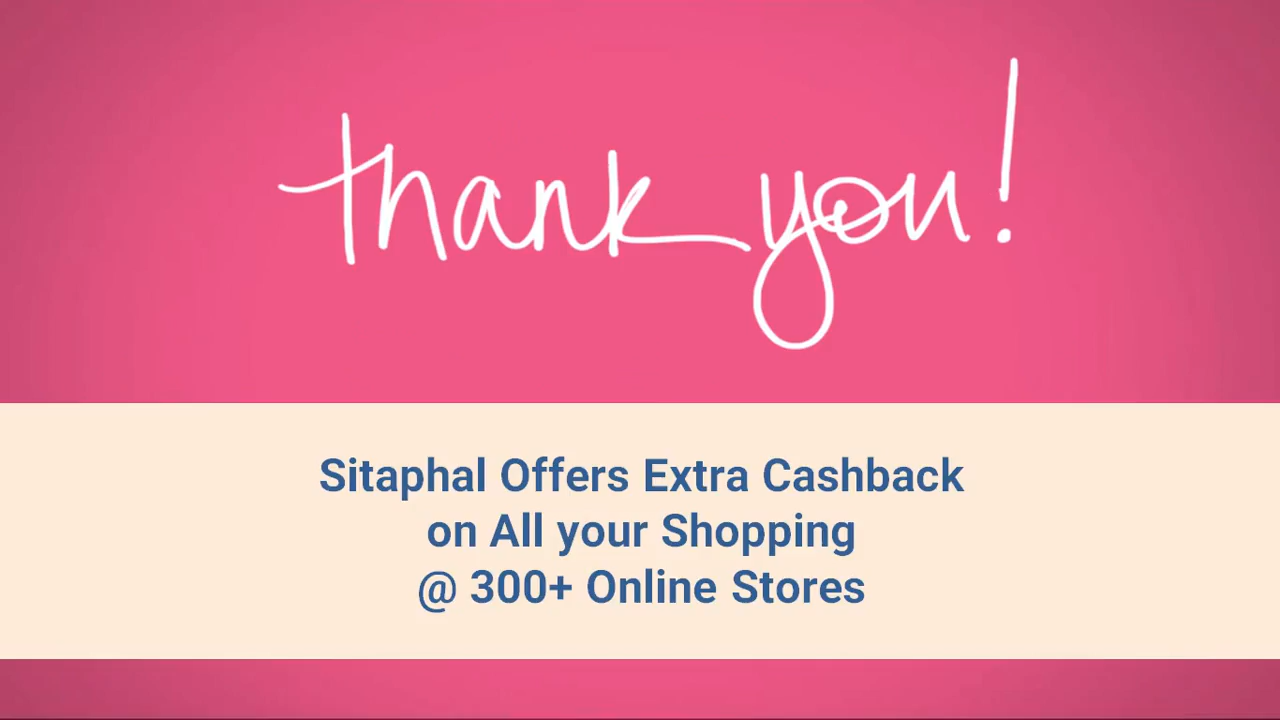 thank you!
Sitaphal Offers Extra Cashback
on All your Shopping
@ 300+ Online Stores